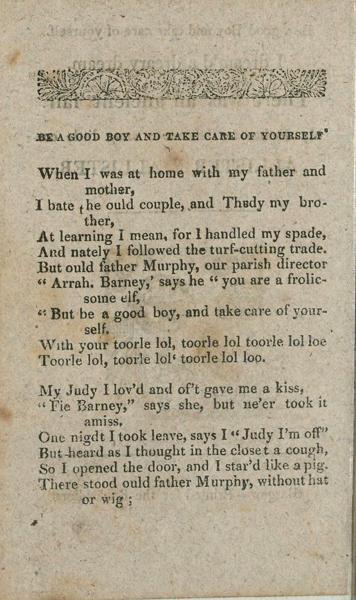 BE A GOOD BOY AND TAKE CARE OF YOURSELF'
When I was at home with my father and
mother,
I bate the ould couple, and Thady my bro-
ther,
At learning I mean, for I handled my spade,
And nately I followed the turf-cutting trade.
But ould father Murphy, our parish director
" Arrah. Barney,' says he " you are a frolic-
some elf,
" But be a good boy, and take care of your-
self.
With your toorle lol, toorle lol toorle lol loe
Toorle lol, toorle lol' toorle lol loo.
My Judy I lov'd and of't gave me a kiss,
"Fie Barney," says she, but ne'er took it
amiss.
One nigdt I took leave, says I "Judy I'm off"
But heard as I thought in the closet a cough,
So I opened the door, and I star'd like a pig.
There stood ould father Murphy, without hat
or wig ;